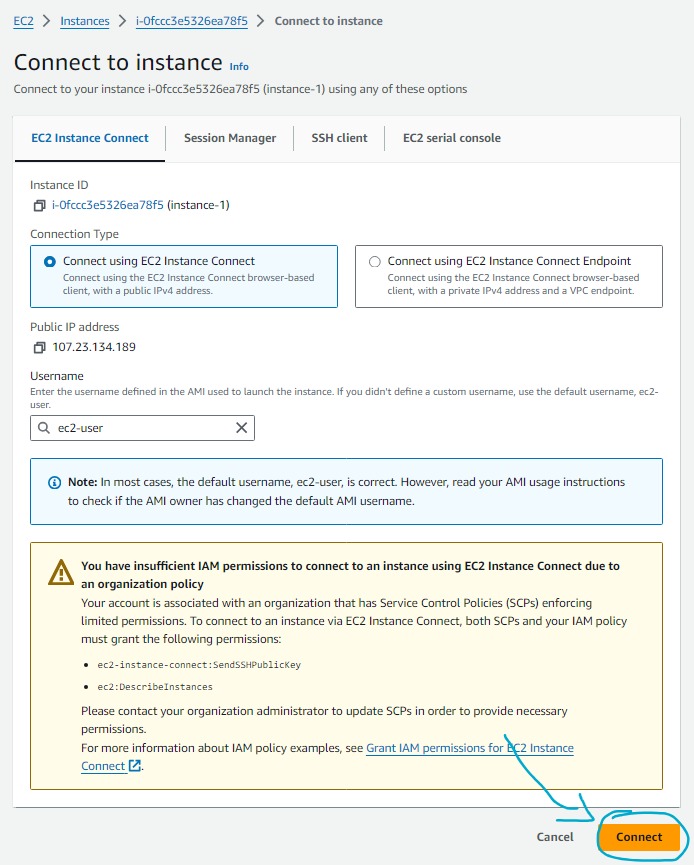 EC2 > Instances > i-0fccc3e5326ea78f5 > Connect to instance
Connect to instance Info
Connect to your instance i-0fccc3e5326ea78f5 (instance-1) using any of these options
EC2 Instance Connect Session Manager SSH client EC2 serial console
Instance ID
i-0fccc3e5326ea78f5 (instance-1)
Connection Type
Connect using EC2 Instance Connect
Connect using the EC2 Instance Connect browser-based
client, with a public IPv4 address.
Connect using EC2 Instance Connect Endpoint
Connect using the EC2 Instance Connect browser-based
client, with a private IPv4 address and a VPC endpoint.
Public IP address
107.23.134.189
Username
Enter the username defined in the AMI used to launch the instance. If you didn't define a custom username, use the default username, ec2-
user.
ec2-user
Note: In most cases, the default username, ec2-user, is correct. However, read your AMI usage instructions
to check if the AMI owner has changed the default AMI username.
You have insufficient IAM permissions to connect to an instance using EC2 Instance Connect due to
an organization policy
Your account is associated with an organization that has Service Control Policies (SCPs) enforcing
limited permissions. To connect to an instance via EC2 Instance Connect, both SCPs and your IAM policy
must grant the following permissions:
• ec2-instance-connect:SendSSHPublicKey
• ec2:DescribeInstances
Please contact your organization administrator to update SCPs in order to provide necessary
permissions.
For more information about IAM policy examples, see Grant IAM permissions for EC2 Instance
Connect.
Cancel Connect